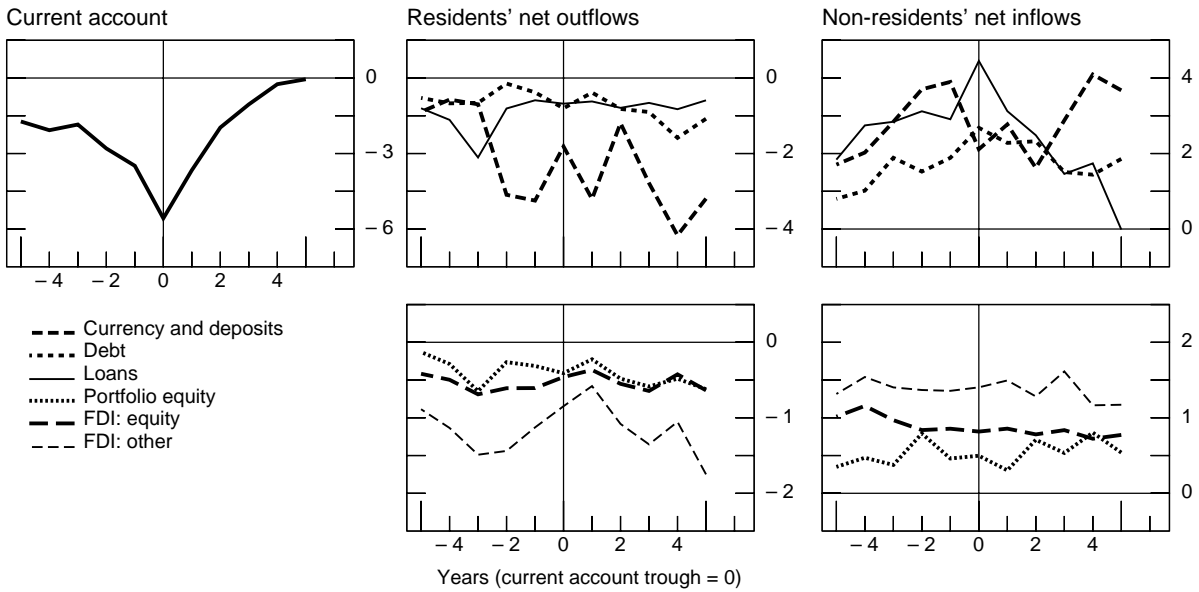 Current account
Residents' net outflows
Non-residents' net inflows
0
0
4
– 3
– 2
2
– 6
– 4
0
– 4 – 2 0 2 4
Currency and deposits
Debt
Loans
Portfolio equity
FDI: equity
FDI: other
0
2
– 1
1
– 2
0
– 4 – 2 0 2 4
– 4 – 2 0 2 4
Years (current account trough = 0)